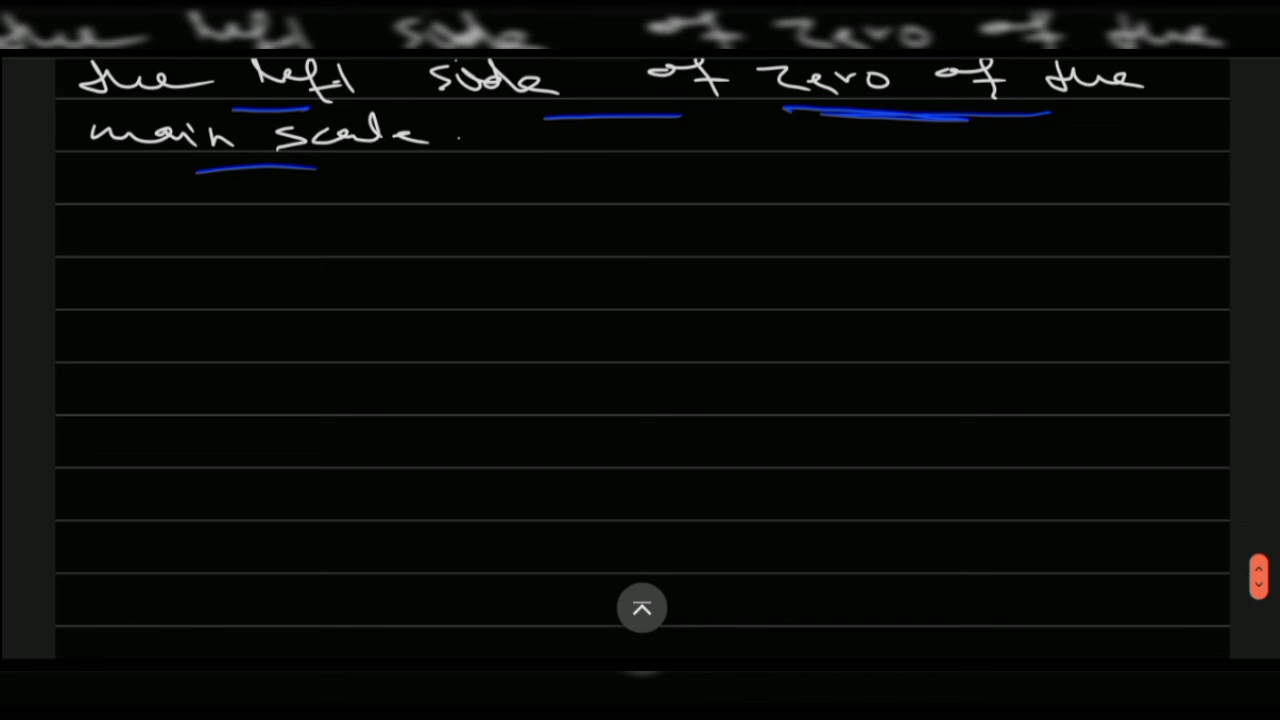 the left side of zero of the
main scale.